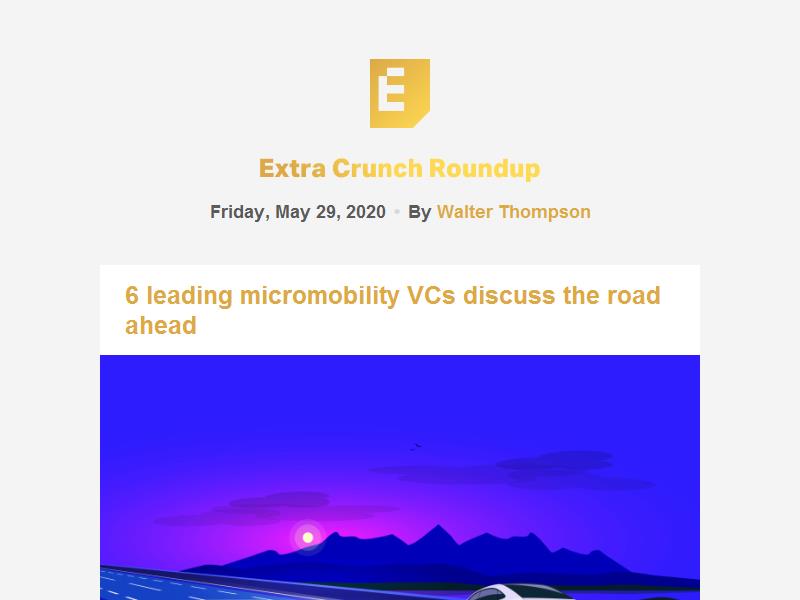 E
Extra Crunch Roundup
Friday, May 29, 2020 • By Walter Thompson
6 leading micromobility VCs discuss the road
ahead